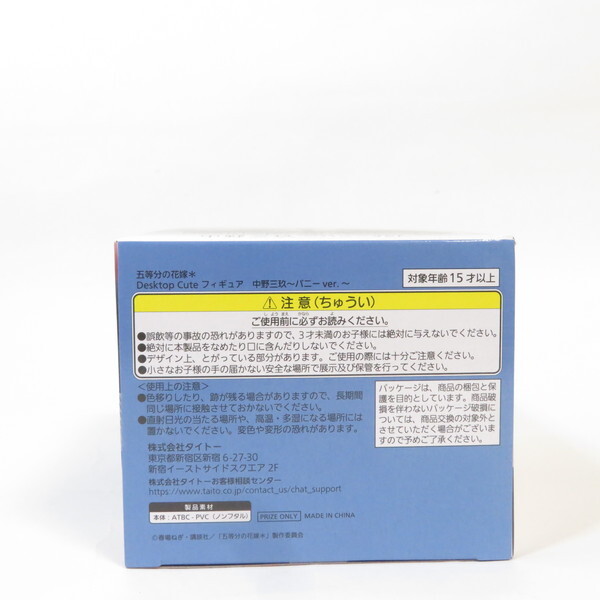 五等分の花嫁＊
Desktop Cute フィギュア 中野三玖～バニー ver.～
対象年齢15才以上
⚠注意(ちゅうい)
ご使用前に必ずお読みください。
●誤飲等の事故の恐れがありますので、3才未満のお子様には絶対に与えないでください。
●絶対に本製品をなめたり口に含んだりしないでください。
●デザイン上、とがっている部分があります。ご使用の際には十分ご注意ください。
●小さなお子様の手の届かない安全な場所で展示及び保管を行ってください。
〈使用上の注意〉
●色移りしたり、跡が残る場合がありますので、長期間
同じ場所に接触させておかないでください。
●直射日光の当たる場所や、高温・多湿になる場所には
置かないでください。変色や変形の恐れがあります。
パッケージは、商品の梱包と保
護を目的としています。商品破
損を伴わないパッケージ破損に
ついては、商品交換の対象外と
させていただく場合がございま
すので予めご了承ください。
株式会社タイトー
東京都新宿区新宿 6-27-30
新宿イーストサイドスクエア 2F
株式会社タイトーお客様相談センター
https://www.taito.co.jp/contact_us/chat_support
製品素材
本体：ATBC-PVC（ノンフタル）
PRIZE ONLY MADE IN CHINA
©春場ねぎ・講談社／「五等分の花嫁＊」製作委員会